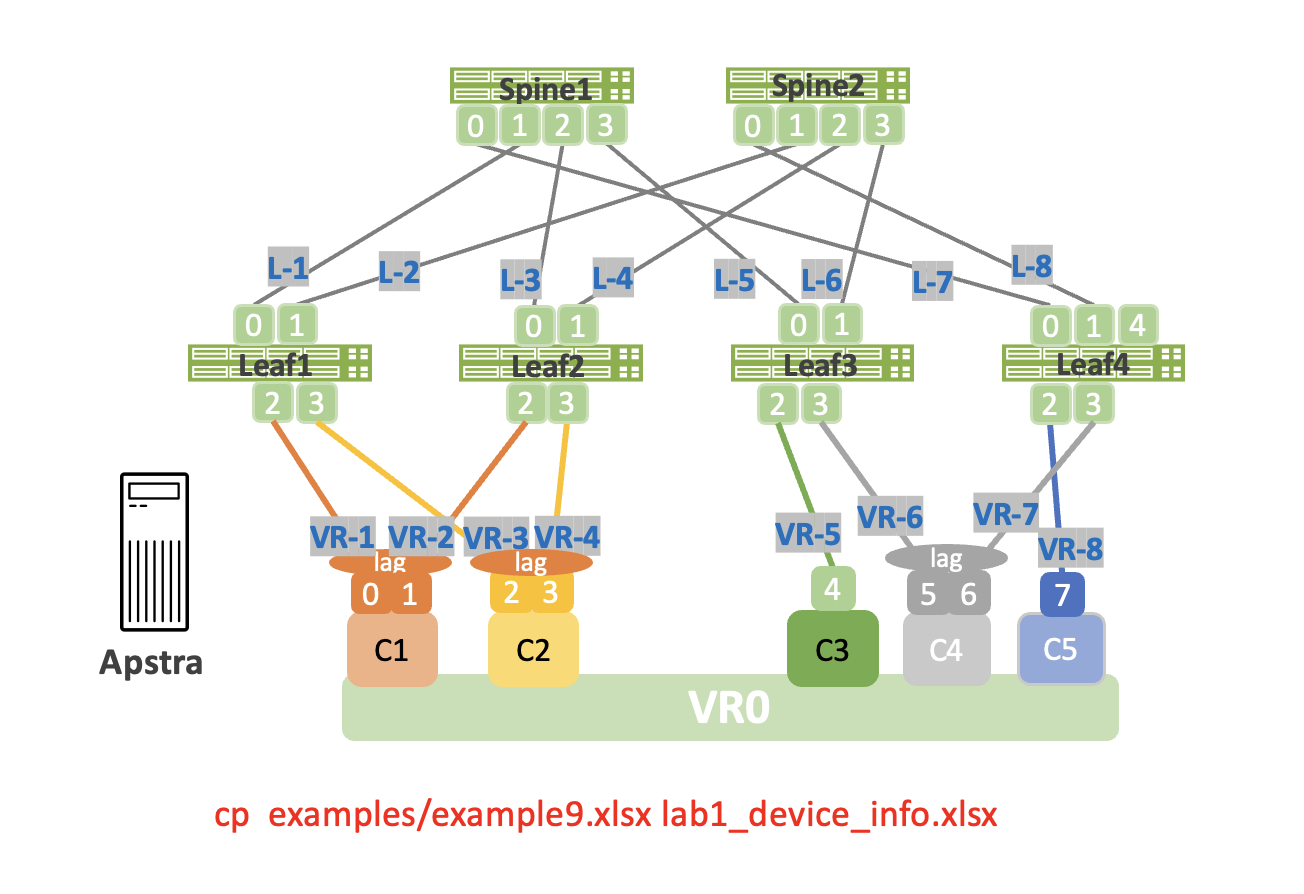 Spine1 Spine2
0 1 2 3 0 1 2 3
L-1 L-2 L-3 L-4 L-5 L-6 L-7 L-8
0 1 0 1 0 1 0 1 4
Leaf1 Leaf2 Leaf3 Leaf4
2 3 2 3 2 3 2 3
VR-1 VR-2 VR-3 VR-4 VR-5 VR-6 VR-7 VR-8
lag lag lag
0 1 2 3 4 5 6 7
C1 C2 C3 C4 C5
Apstra
VR0
cp examples/example9.xlsx lab1_device_info.xlsx